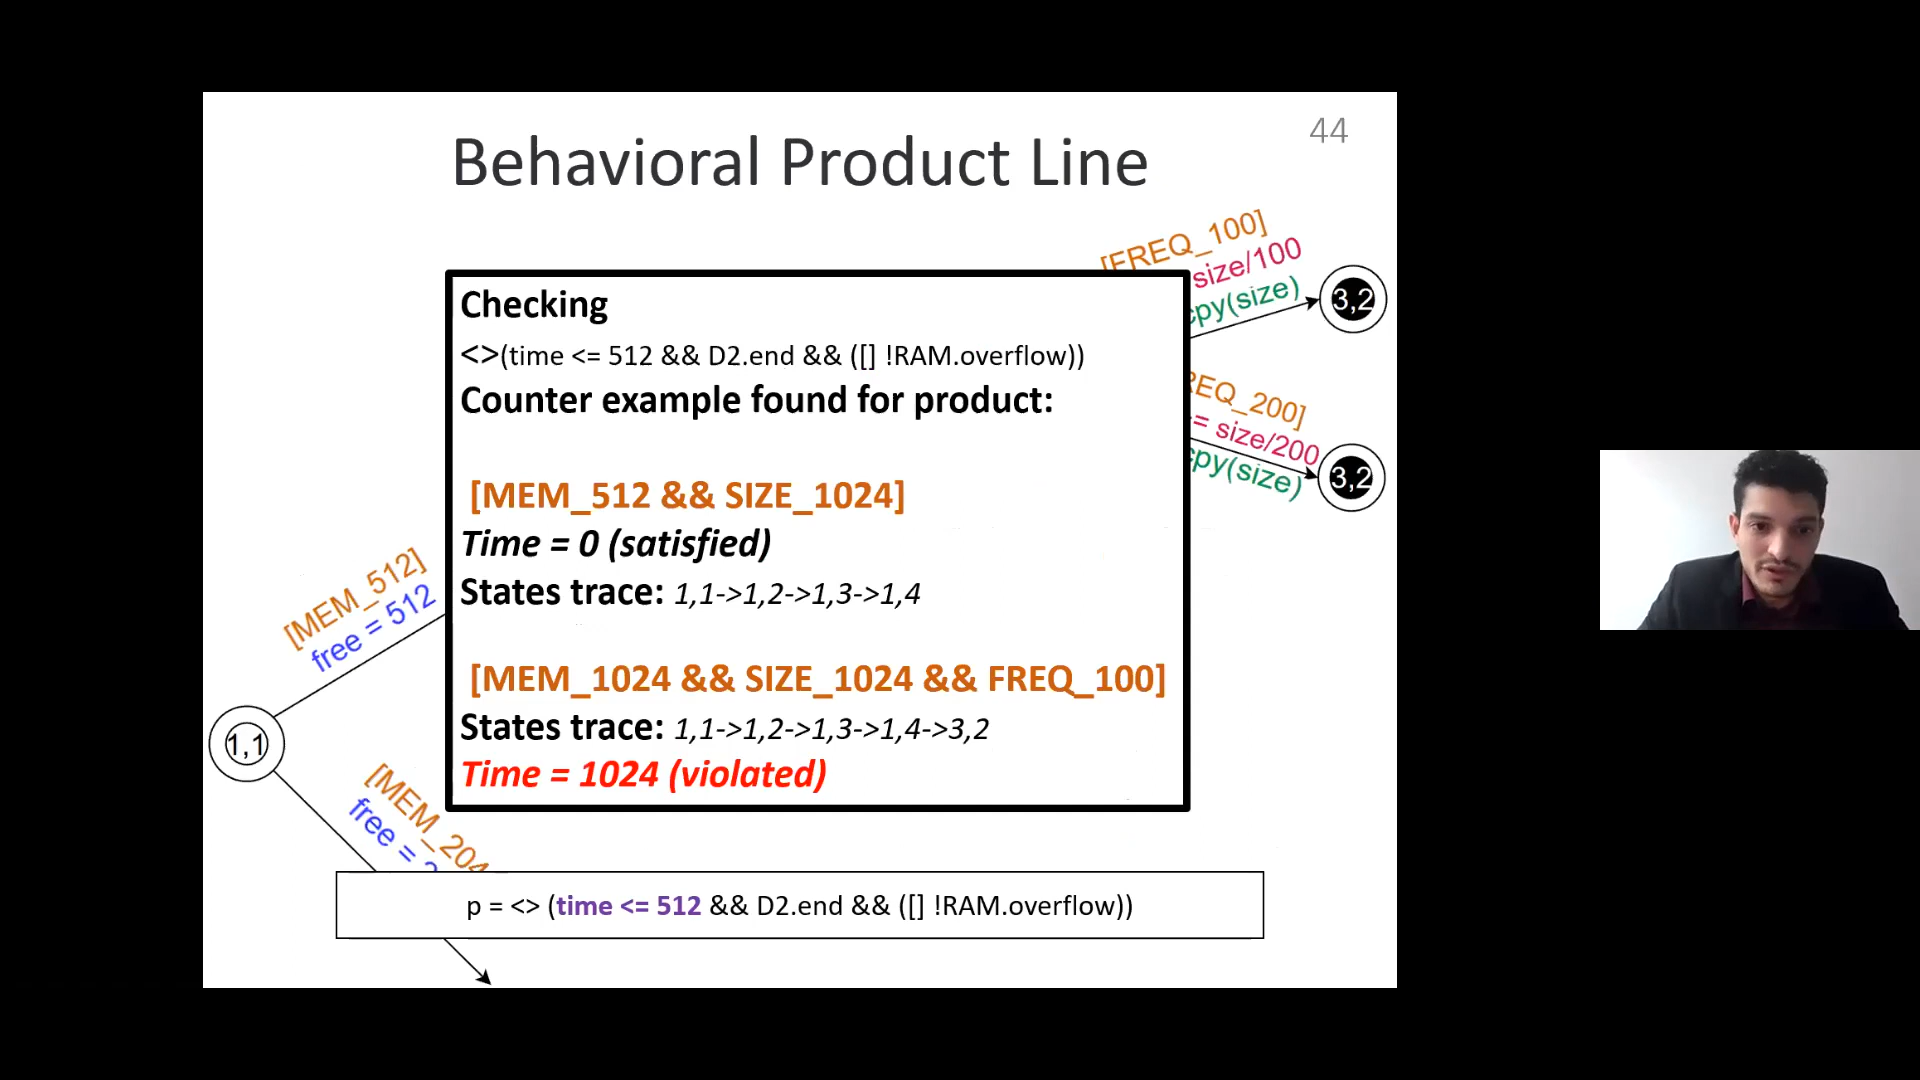 44
Behavioral Product Line
[FREQ_100]
size/100
cpy(size)
3,2
Checking
<>(time <= 512 && D2.end && ([] !RAM.overflow))
Counter example found for product:
REQ_200]
= size/200
cpy(size)
3,2
[MEM_512 && SIZE_1024]
Time = 0 (satisfied)
States trace: 1,1->1,2->1,3->1,4
[MEM_512]
free = 512
[MEM_1024 && SIZE_1024 && FREQ_100]
States trace: 1,1->1,2->1,3->1,4->3,2
Time = 1024 (violated)
1,1
[MEM_204
free = 2
p = <> (time <= 512 && D2.end && ([] !RAM.overflow))